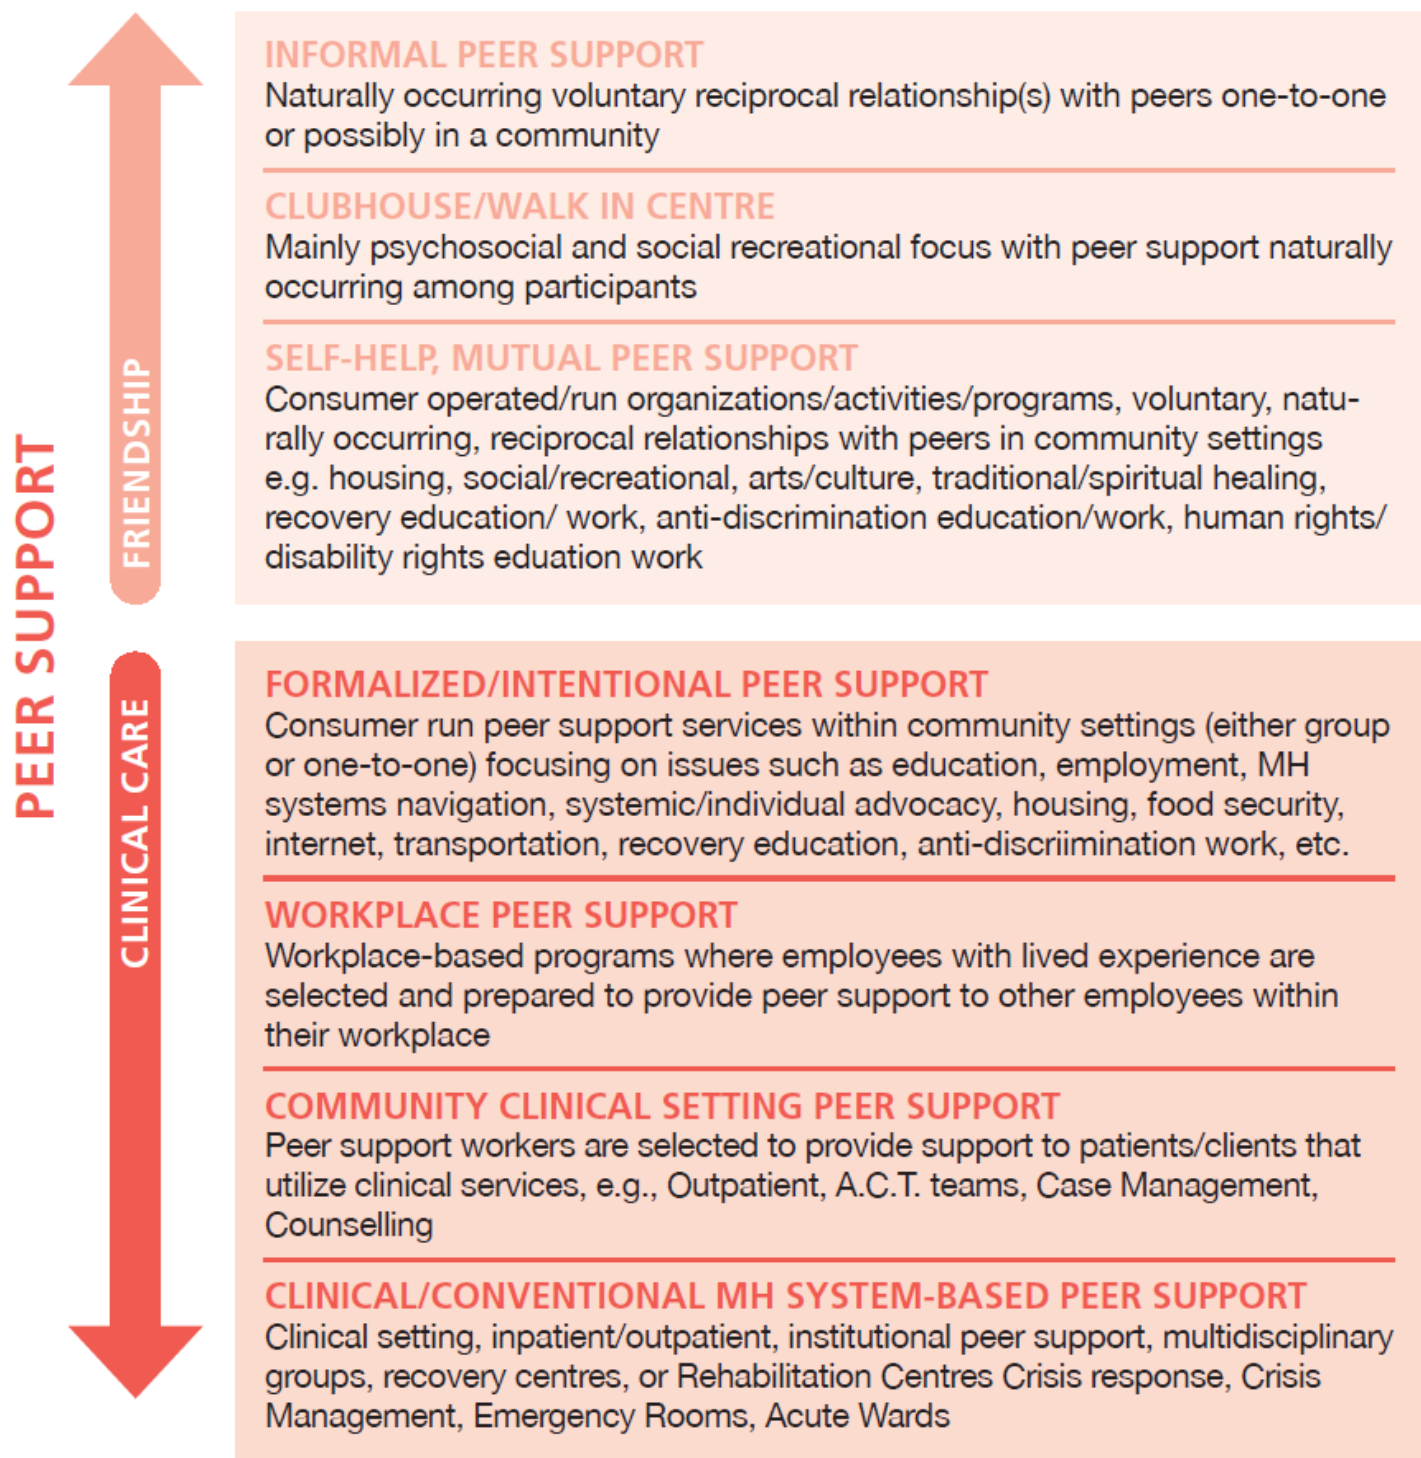 PEER SUPPORT
FRIENDSHIP
INFORMAL PEER SUPPORT
Naturally occurring voluntary reciprocal relationship(s) with peers one-to-one
or possibly in a community
CLUBHOUSE/WALK IN CENTRE
Mainly psychosocial and social recreational focus with peer support naturally
occurring among participants
SELF-HELP, MUTUAL PEER SUPPORT
Consumer operated/run organizations/activities/programs, voluntary, natu-
rally occurring, reciprocal relationships with peers in community settings
e.g. housing, social/recreational, arts/culture, traditional/spiritual healing,
recovery education/ work, anti-discrimination education/work, human rights/
disability rights eduation work
CLINICAL CARE
FORMALIZED/INTENTIONAL PEER SUPPORT
Consumer run peer support services within community settings (either group
or one-to-one) focusing on issues such as education, employment, MH
systems navigation, systemic/individual advocacy, housing, food security,
internet, transportation, recovery education, anti-discriimination work, etc.
WORKPLACE PEER SUPPORT
Workplace-based programs where employees with lived experience are
selected and prepared to provide peer support to other employees within
their workplace
COMMUNITY CLINICAL SETTING PEER SUPPORT
Peer support workers are selected to provide support to patients/clients that
utilize clinical services, e.g., Outpatient, A.C.T. teams, Case Management,
Counselling
CLINICAL/CONVENTIONAL MH SYSTEM-BASED PEER SUPPORT
Clinical setting, inpatient/outpatient, institutional peer support, multidisciplinary
groups, recovery centres, or Rehabilitation Centres Crisis response, Crisis
Management, Emergency Rooms, Acute Wards